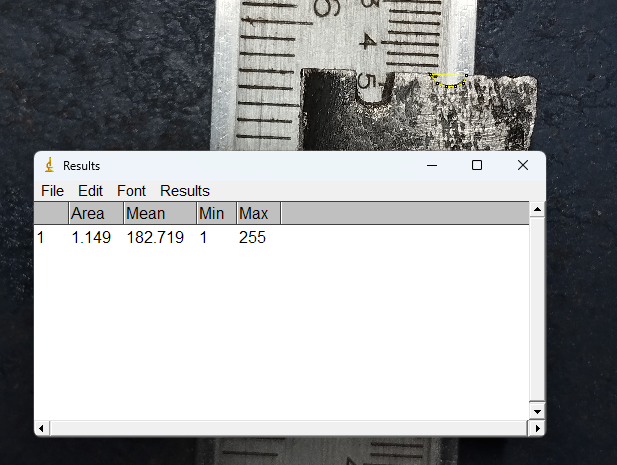 6
3
4
5
Results
File Edit Font Results
Area Mean Min Max
1 1.149 182.719 1 255